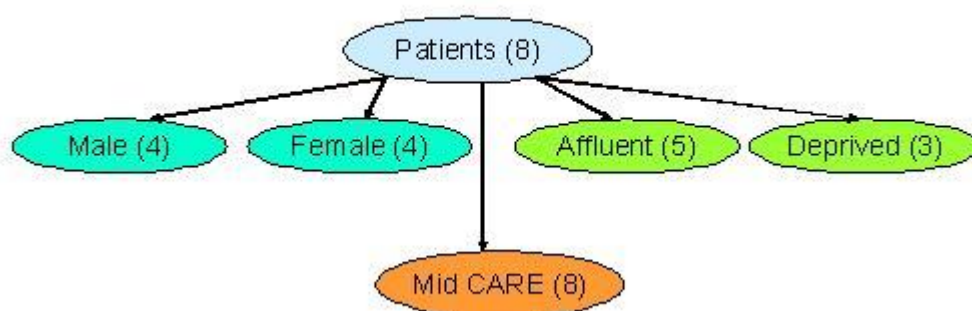 Patients (8)
Male (4)
Female (4)
Affluent (5)
Deprived (3)
Mid CARE (8)